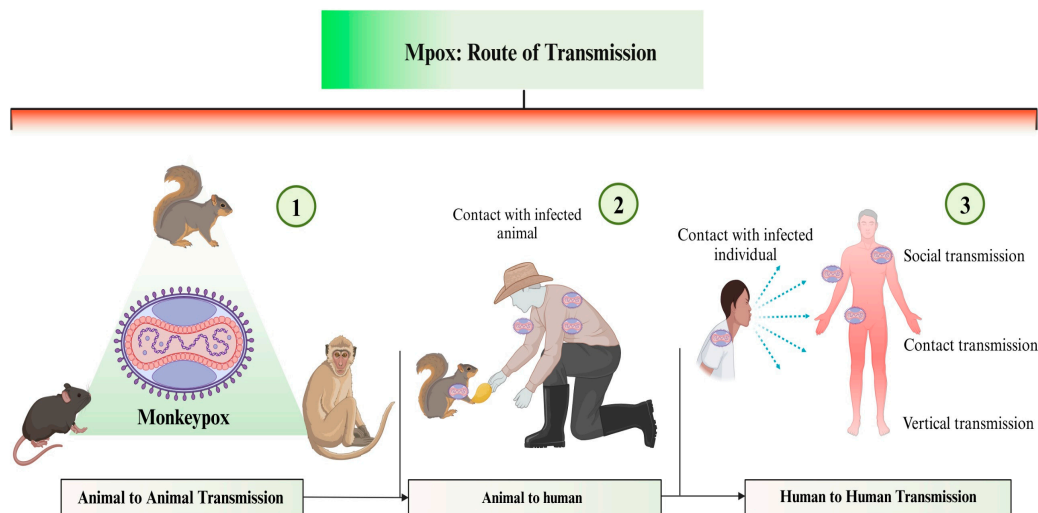 Mpox: Route of Transmission
1
Monkeypox
Animal to Animal Transmission
2
Contact with infected
animal
Animal to human
3
Contact with infected
individual
Social transmission
Contact transmission
Vertical transmission
Human to Human Transmission